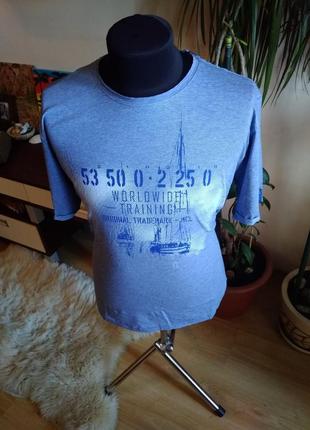 53 50 0 · 2 25 0
WORLDWIDE
TRAINING
ORIGINAL TRADEMARK